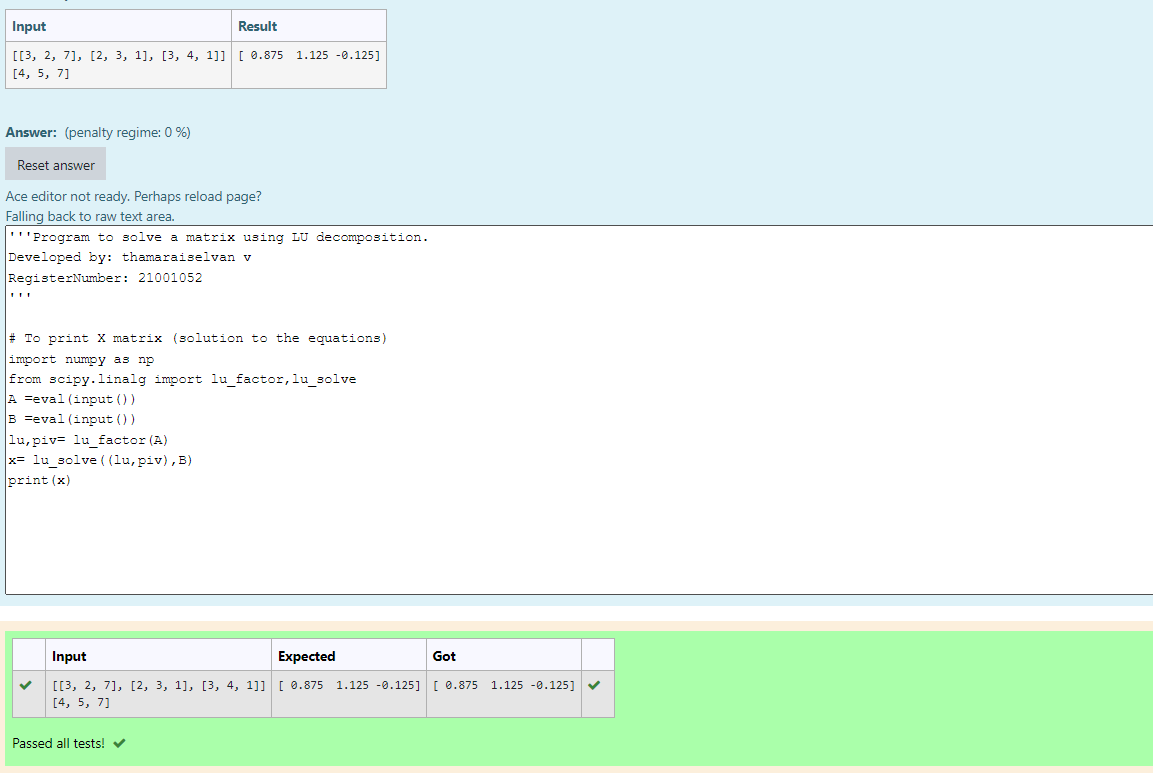 Input Result
[[3, 2, 7], [2, 3, 1], [3, 4, 1]] [ 0.875  1.125 -0.125]
[4, 5, 7]
Answer: (penalty regime: 0 %)
Reset answer
Ace editor not ready. Perhaps reload page?
Falling back to raw text area.
'''Program to solve a matrix using LU decomposition.
Developed by: thamaraiselvan v
RegisterNumber: 21001052
'''
# To print X matrix (solution to the equations)
import numpy as np
from scipy.linalg import lu_factor,lu_solve
A =eval(input())
B =eval(input())
lu,piv= lu_factor(A)
x= lu_solve((lu,piv),B)
print(x)
Input Expected Got
[[3, 2, 7], [2, 3, 1], [3, 4, 1]] [ 0.875  1.125 -0.125] [ 0.875  1.125 -0.125]
[4, 5, 7]
Passed all tests!